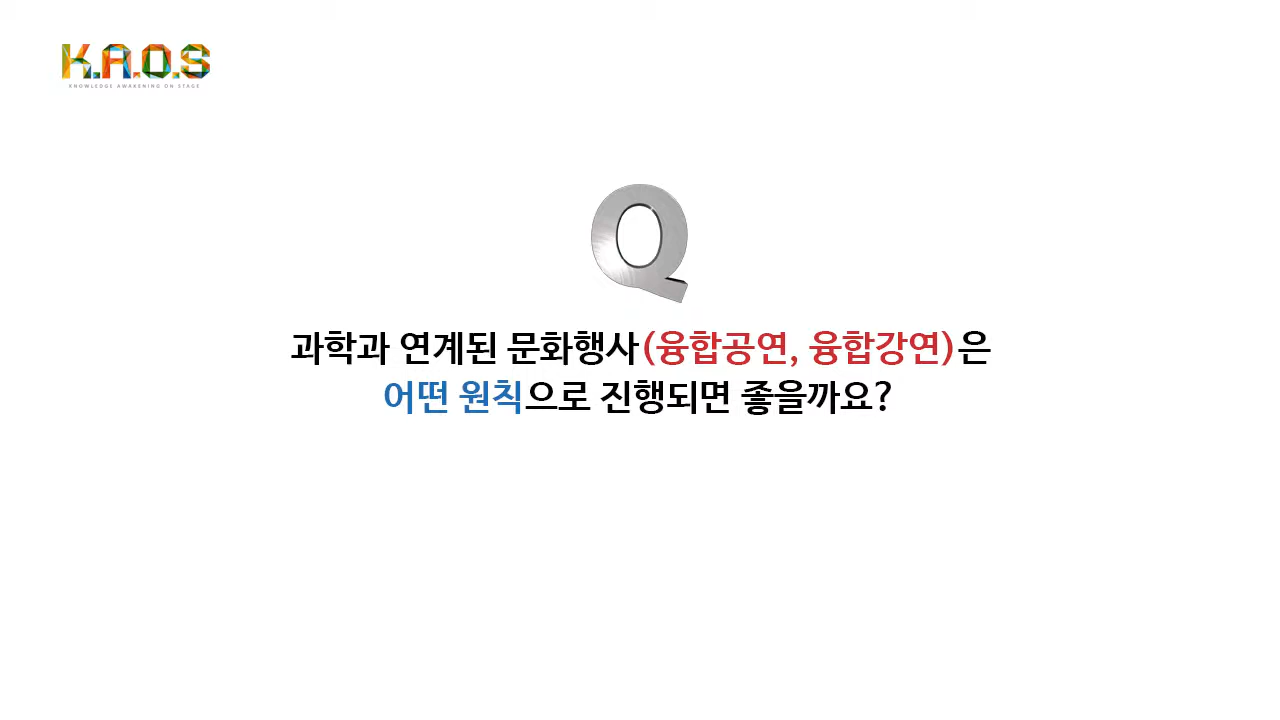 K.A.O.S
KNOWLEDGE AWAKENING ON STAGE
Q
과학과 연계된 문화행사(융합공연, 융합강연)은
어떤 원칙으로 진행되면 좋을까요?